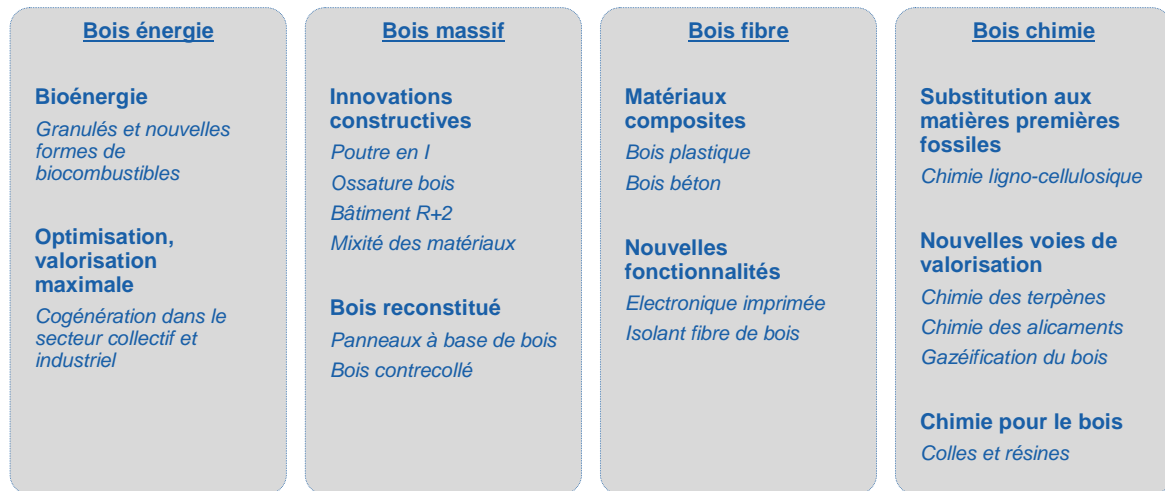 Bois énergie
Bioénergie
Granulés et nouvelles
formes de
biocombustibles
Optimisation,
valorisation
maximale
Cogénération dans le
secteur collectif et
industriel
Bois massif
Innovations
constructives
Poutre en I
Ossature bois
Bâtiment R+2
Mixité des matériaux
Bois reconstitué
Panneaux à base de bois
Bois contrecollé
Bois fibre
Matériaux
composites
Bois plastique
Bois béton
Nouvelles
fonctionnalités
Electronique imprimée
Isolant fibre de bois
Bois chimie
Substitution aux
matières premières
fossiles
Chimie ligno-cellulosique
Nouvelles voies de
valorisation
Chimie des terpènes
Chimie des alicaments
Gazéification du bois
Chimie pour le bois
Colles et résines